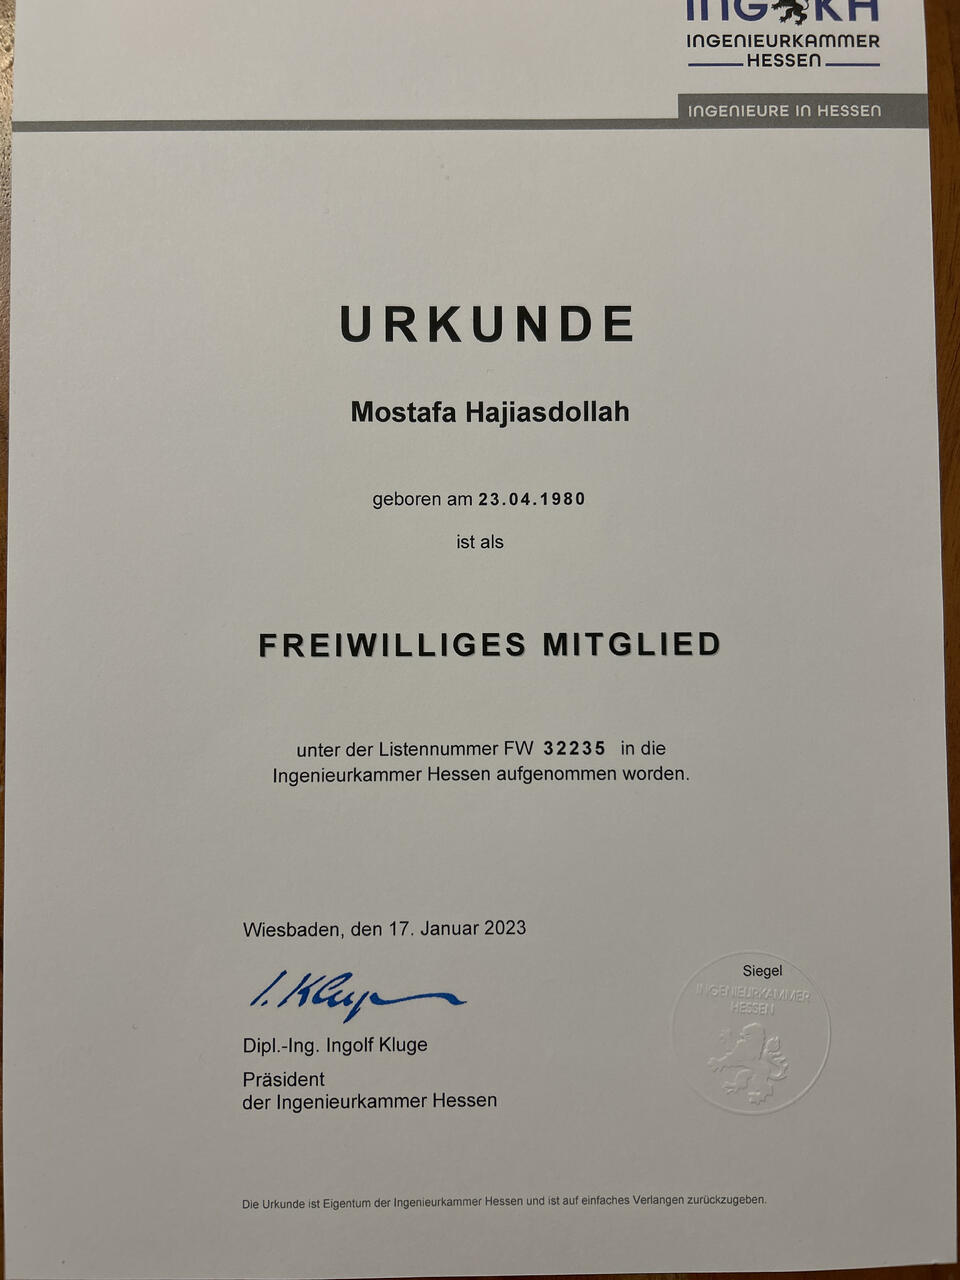 INGKH
INGENIEURKAMMER
HESSEN
INGENIEURE IN HESSEN
URKUNDE
Mostafa Hajiasdollah
geboren am 23.04.1980
ist als
FREIWILLIGES MITGLIED
unter der Listennummer FW 32235 in die
Ingenieurkammer Hessen aufgenommen worden.
Wiesbaden, den 17. Januar 2023
I. Kluge
Dipl.-Ing. Ingolf Kluge
Präsident
der Ingenieurkammer Hessen
Siegel
INGENIEURKAMMER
HESSEN
Die Urkunde ist Eigentum der Ingenieurkammer Hessen und ist auf einfaches Verlangen zurückzugeben.